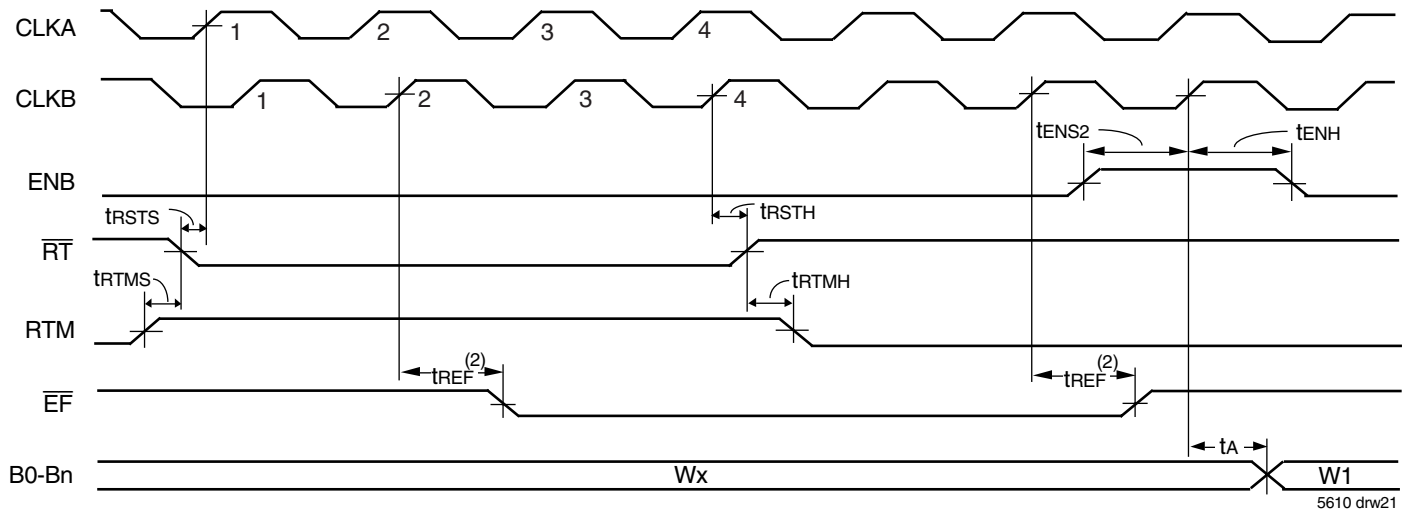 CLKA 1 2 3 4
CLKB 1 2 3 4
tENS2 tENH
ENB
tRSTS tRSTH
RT
tRTMS tRTMH
RTM
tREF(2) tREF(2)
EF
tA
B0-Bn Wx W1
5610 drw21